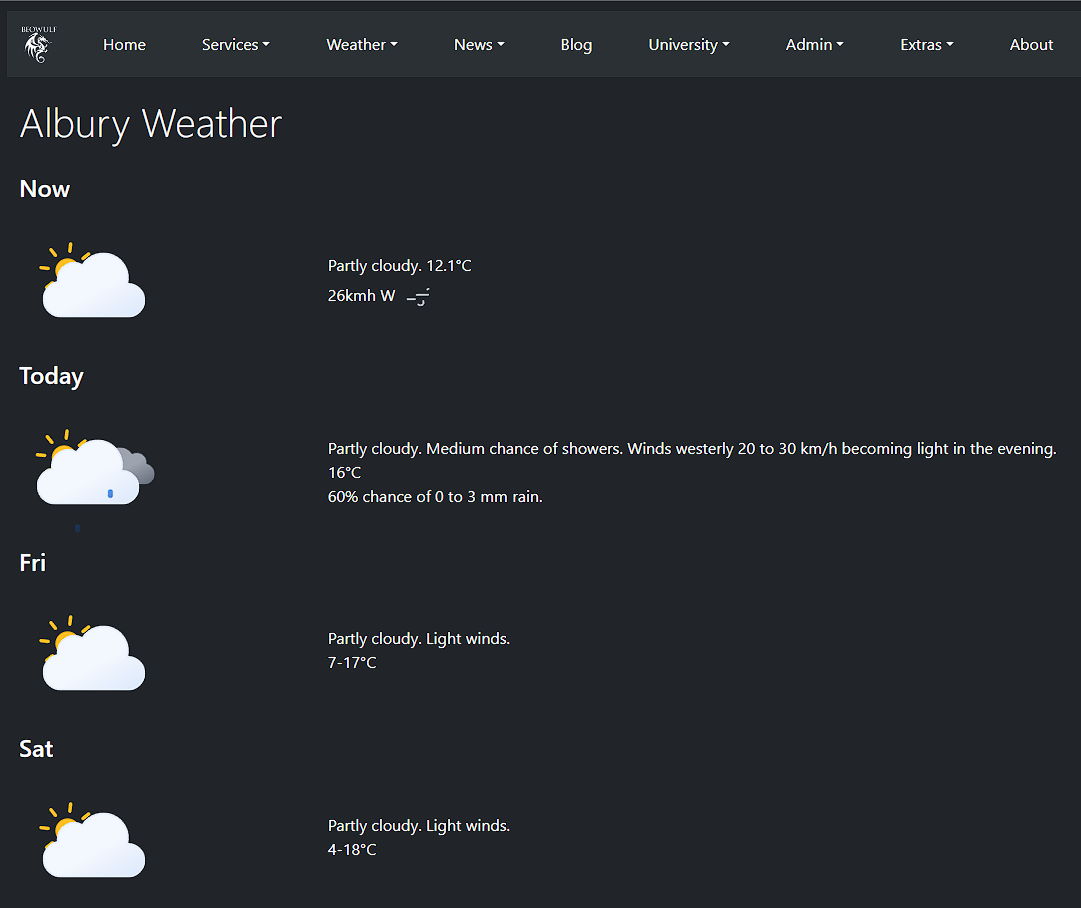 BEOWULF
Home Services Weather News Blog University Admin Extras About
Albury Weather
Now
Partly cloudy. 12.1°C
26kmh W
Today
Partly cloudy. Medium chance of showers. Winds westerly 20 to 30 km/h becoming light in the evening.
16°C
60% chance of 0 to 3 mm rain.
Fri
Partly cloudy. Light winds.
7-17°C
Sat
Partly cloudy. Light winds.
4-18°C